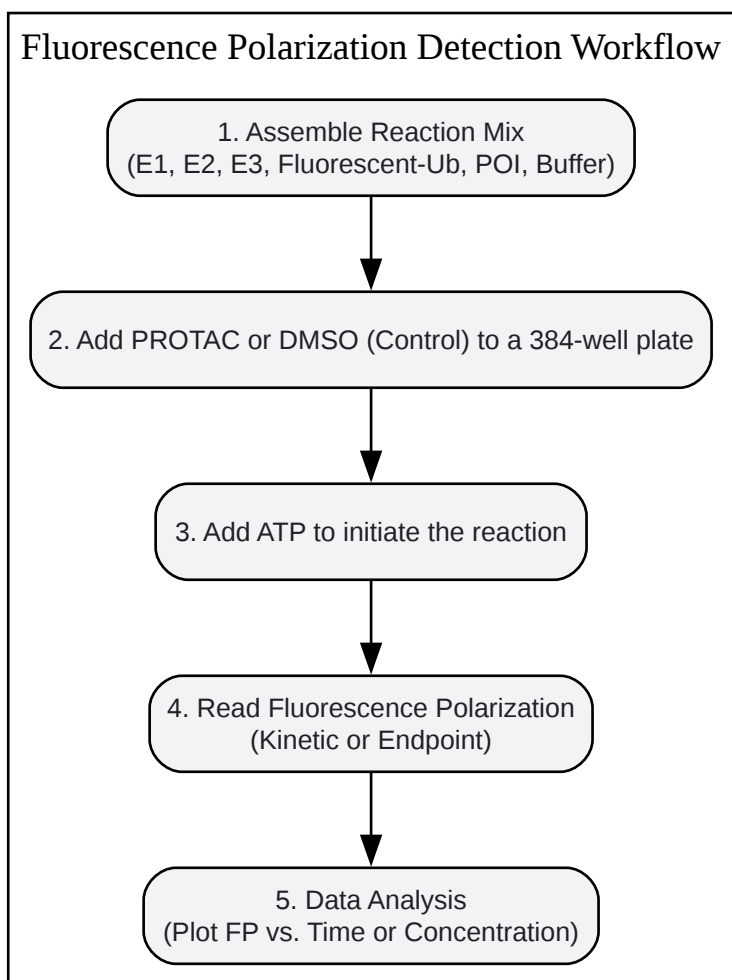 Fluorescence Polarization Detection Workflow
1. Assemble Reaction Mix
(E1, E2, E3, Fluorescent-Ub, POI, Buffer)
2. Add PROTAC or DMSO (Control) to a 384-well plate
3. Add ATP to initiate the reaction
4. Read Fluorescence Polarization
(Kinetic or Endpoint)
5. Data Analysis
(Plot FP vs. Time or Concentration)